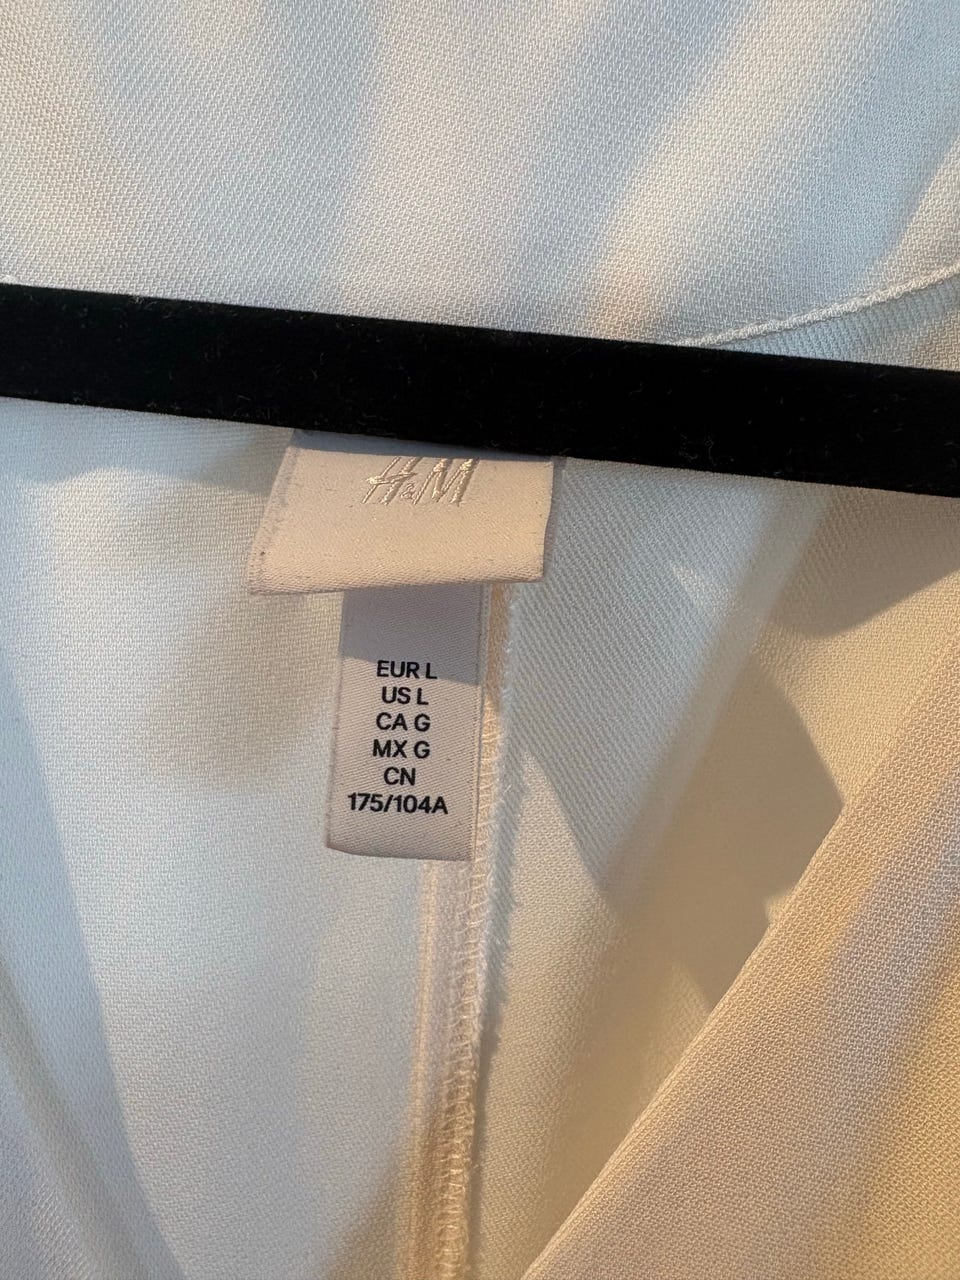 H&M
EUR L
US L
CA G
MX G
CN
175/104A